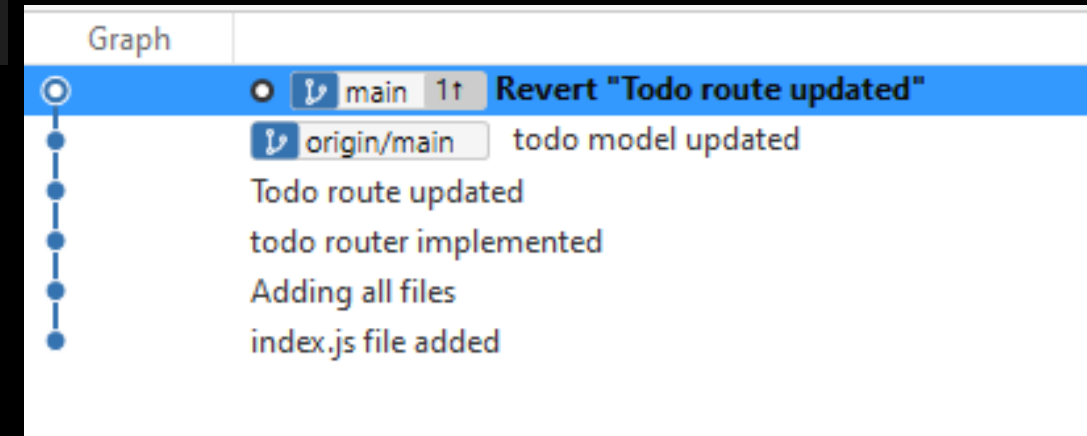 Graph
main 1↑ Revert "Todo route updated"
origin/main todo model updated
Todo route updated
todo router implemented
Adding all files
index.js file added